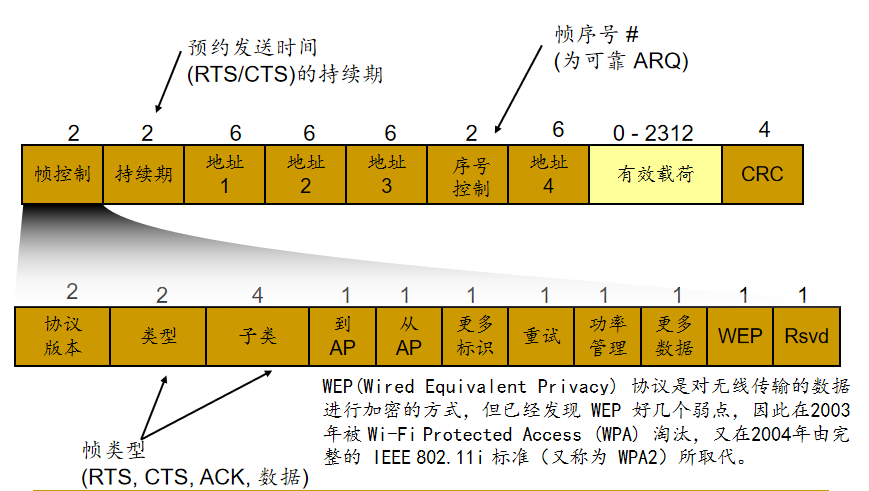 预约发送时间
(RTS/CTS)的持续期
帧序号 #
(为可靠 ARQ)
2 2 6 6 6 2 6 0 - 2312 4
帧控制 持续期 地址 1 地址 2 地址 3 序号 控制 地址 4 有效载荷 CRC
2 2 4 1 1 1 1 1 1 1 1
协议 版本 类型 子类 到 AP 从 AP 更多 标识 重试 功率 管理 更多 数据 WEP Rsvd
WEP(Wired Equivalent Privacy) 协议是对无线传输的数据
进行加密的方式，但已经发现 WEP 好几个弱点，因此在2003
年被 Wi-Fi Protected Access (WPA) 淘汰，又在2004年由完
整的 IEEE 802.11i 标准（又称为 WPA2）所取代。
帧类型
(RTS, CTS, ACK, 数据)